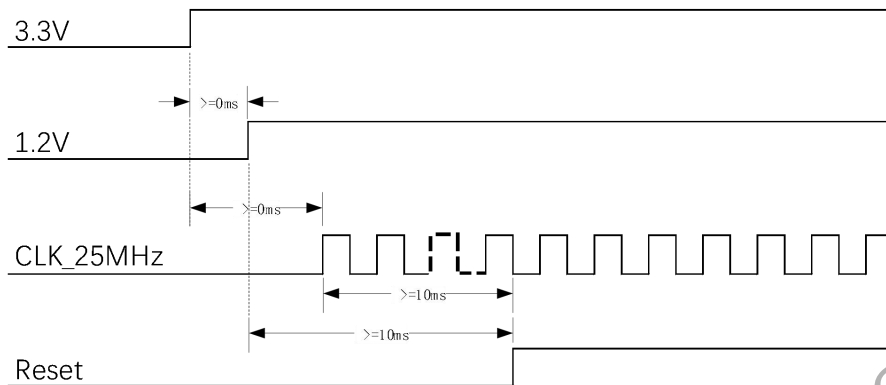 3.3V
>=0ms
1.2V
>=0ms
CLK_25MHz
>=10ms
>=10ms
Reset